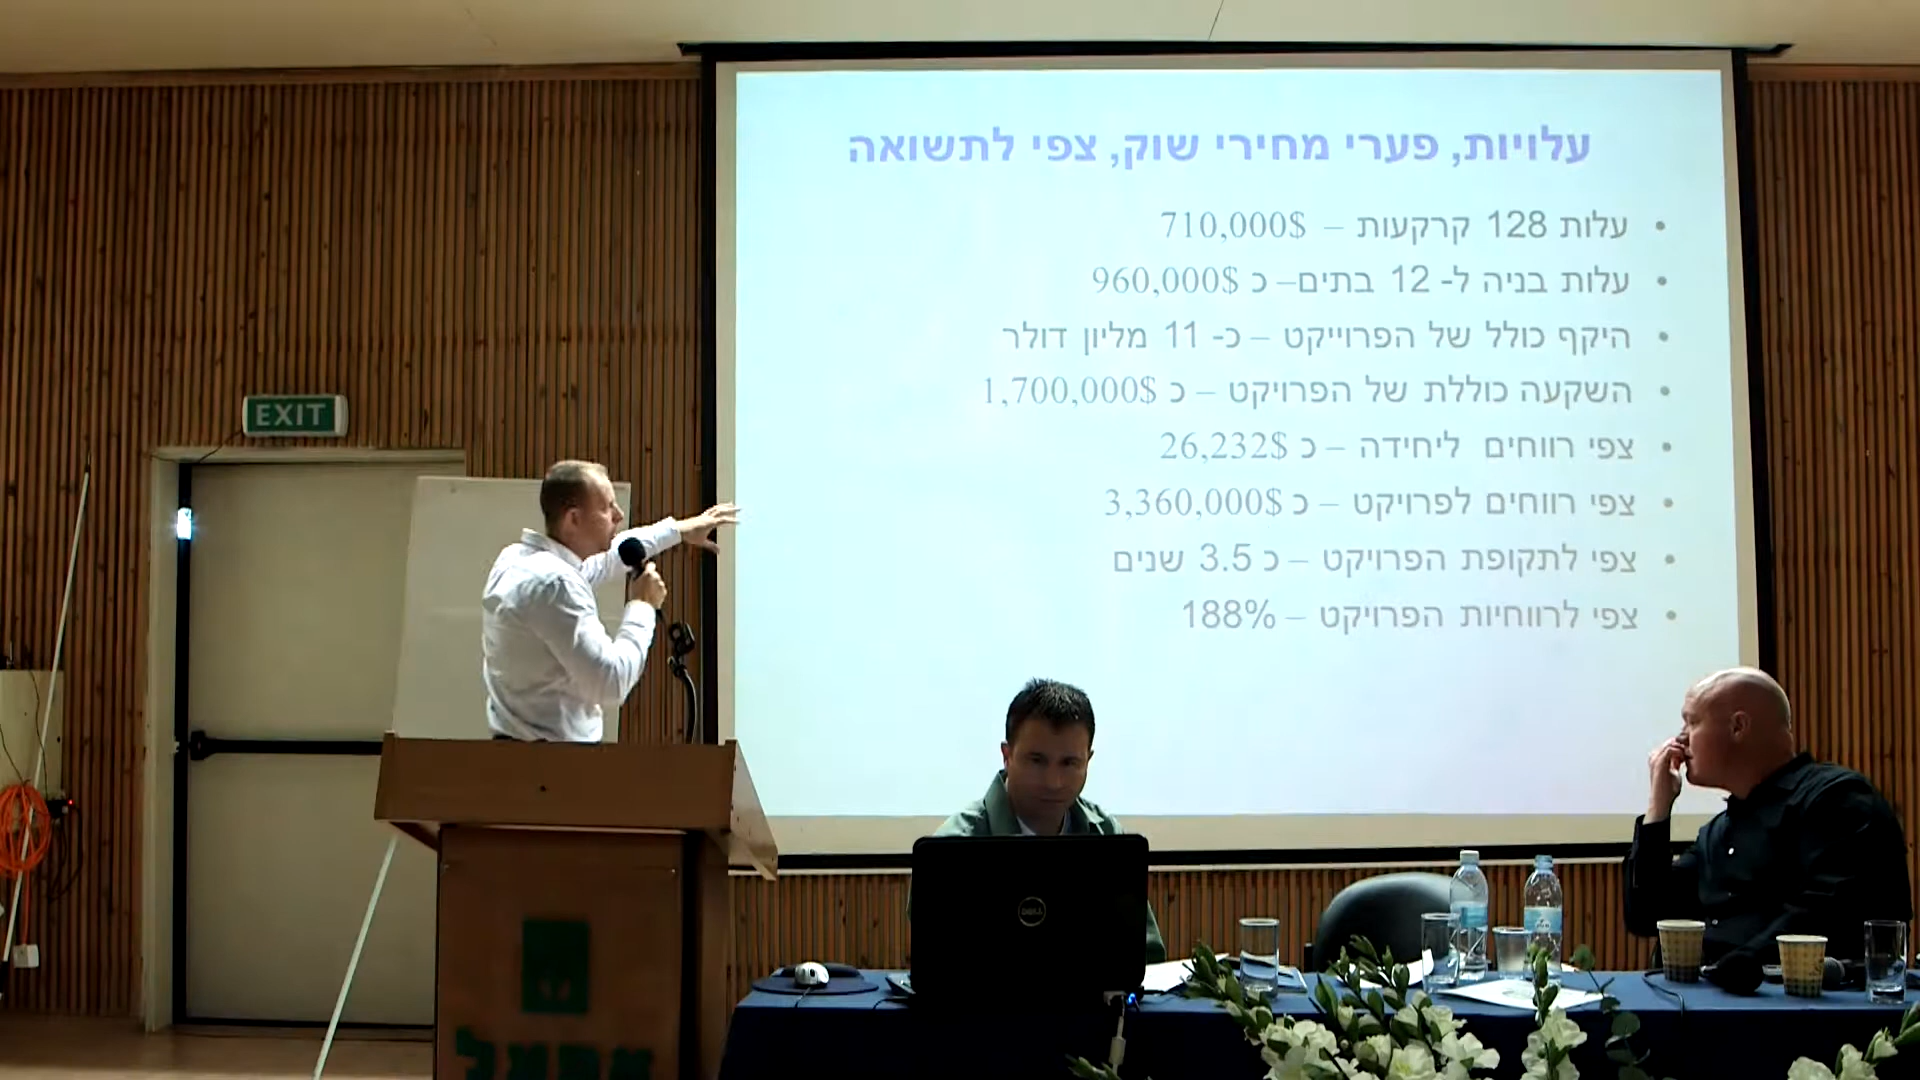 עלויות, פערי מחירי שוק, צפי לתשואה
• עלות 128 קרקעות – 710,000$
• עלות בניה ל- 12 בתים– כ 960,000$
• היקף כולל של הפרוייקט – כ- 11 מליון דולר
• השקעה כוללת של הפרויקט – כ 1,700,000$
• צפי רווחים ליחידה – כ 26,232$
• צפי רווחים לפרויקט – כ 3,360,000$
• צפי לתקופת הפרויקט – כ 3.5 שנים
• צפי לרווחיות הפרויקט – 188%
EXIT
DELL